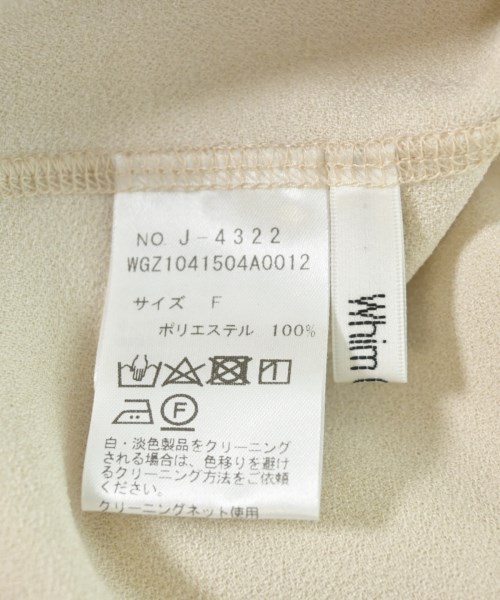 NO. J-4322
WGZ1041504A0012
サイズ F
ポリエステル 100%
F
白・淡色製品をクリーニング
される場合は、色移りを避け
るクリーニング方法をご依頼
ください。
クリーニングネット使用
Whim